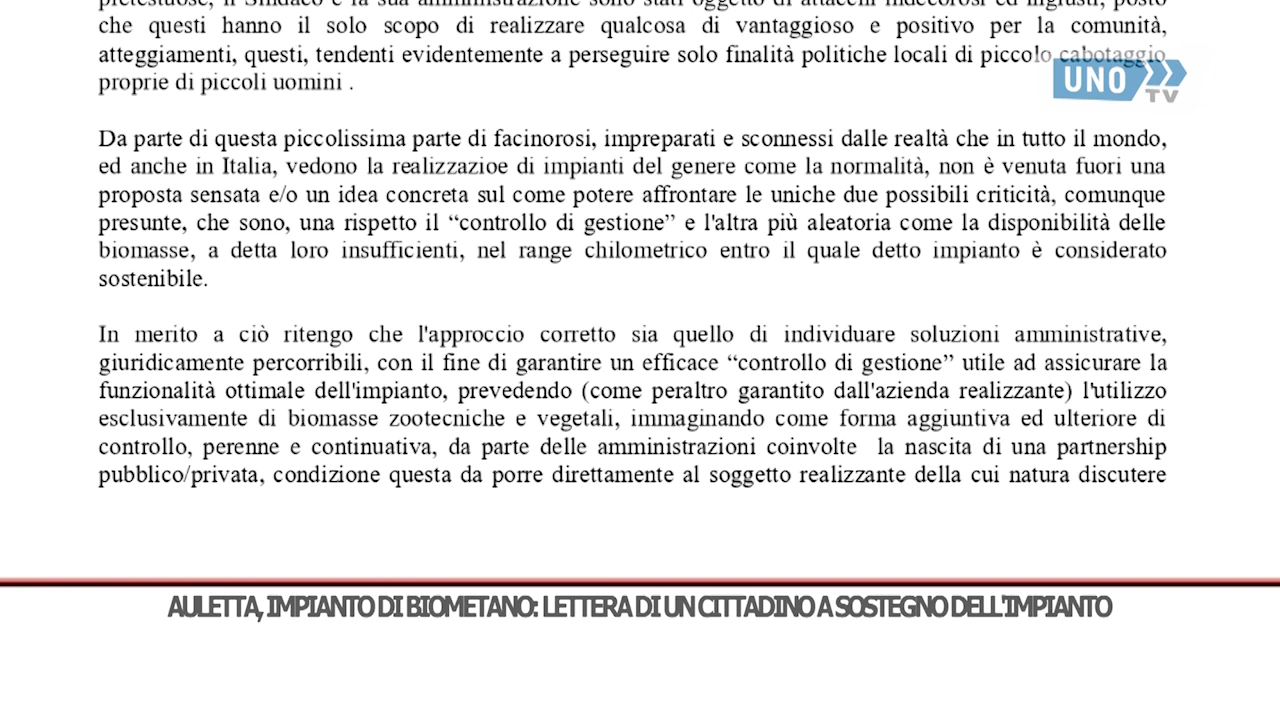 pretestuose, il Sindaco e la sua amministrazione sono stati oggetto di attacchi indecorosi ed ingiusti, posto
che questi hanno il solo scopo di realizzare qualcosa di vantaggioso e positivo per la comunità,
atteggiamenti, questi, tendenti evidentemente a perseguire solo finalità politiche locali di piccolo cabotaggio
proprie di piccoli uomini .
UNO
TV
Da parte di questa piccolissima parte di facinorosi, impreparati e sconnessi dalle realtà che in tutto il mondo,
ed anche in Italia, vedono la realizzazioe di impianti del genere come la normalità, non è venuta fuori una
proposta sensata e/o un idea concreta sul come potere affrontare le uniche due possibili criticità, comunque
presunte, che sono, una rispetto il “controllo di gestione” e l'altra più aleatoria come la disponibilità delle
biomasse, a detta loro insufficienti, nel range chilometrico entro il quale detto impianto è considerato
sostenibile.
In merito a ciò ritengo che l'approccio corretto sia quello di individuare soluzioni amministrative,
giuridicamente percorribili, con il fine di garantire un efficace “controllo di gestione” utile ad assicurare la
funzionalità ottimale dell'impianto, prevedendo (come peraltro garantito dall'azienda realizzante) l'utilizzo
esclusivamente di biomasse zootecniche e vegetali, immaginando come forma aggiuntiva ed ulteriore di
controllo, perenne e continuativa, da parte delle amministrazioni coinvolte la nascita di una partnership
pubblico/privata, condizione questa da porre direttamente al soggetto realizzante della cui natura discutere
AULETTA, IMPIANTO DI BIOMETANO: LETTERA DI UN CITTADINO A SOSTEGNO DELL'IMPIANTO